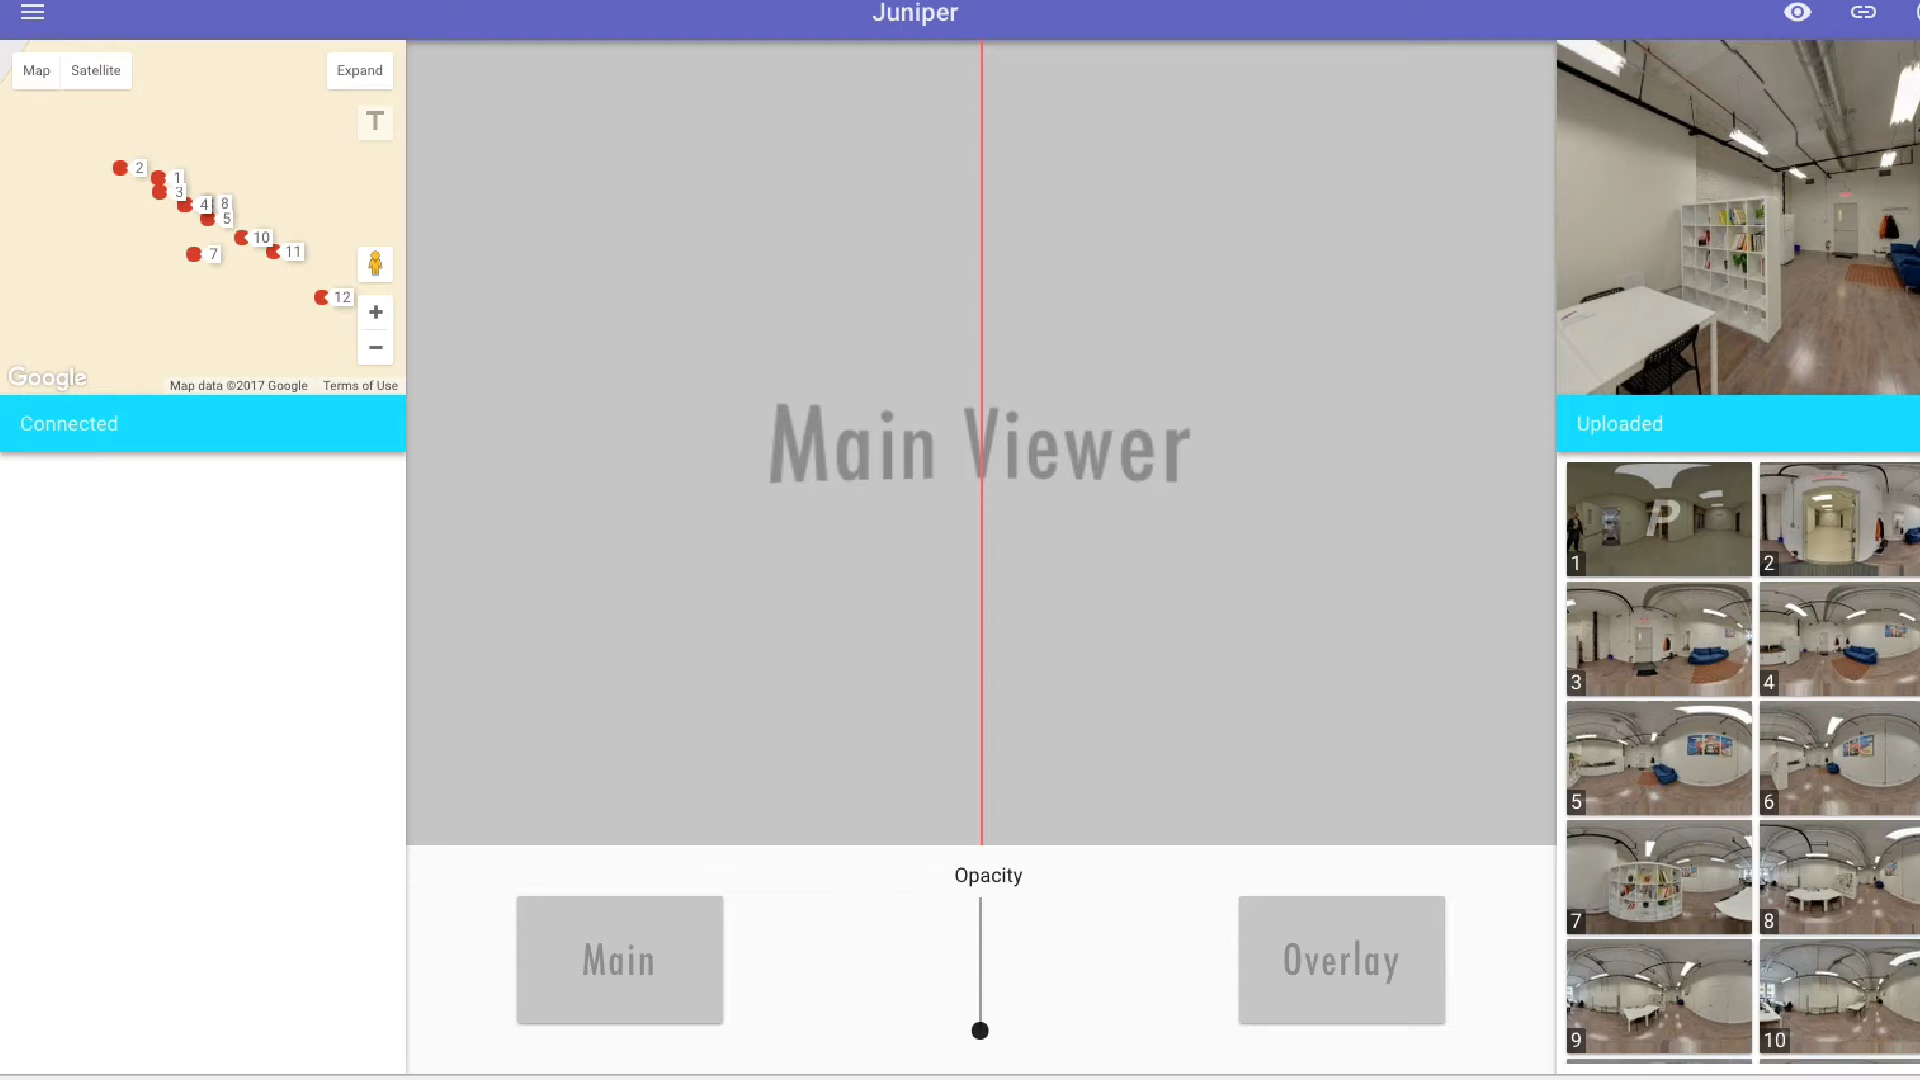 Juniper
Map
Satellite
Expand
T
2
1
3
4
8
5
10
11
7
12
+
−
Google
Map data ©2017 Google
Terms of Use
Connected
Main Viewer
Opacity
Main
Overlay
Uploaded
P
1
2
3
4
5
6
7
8
9
10